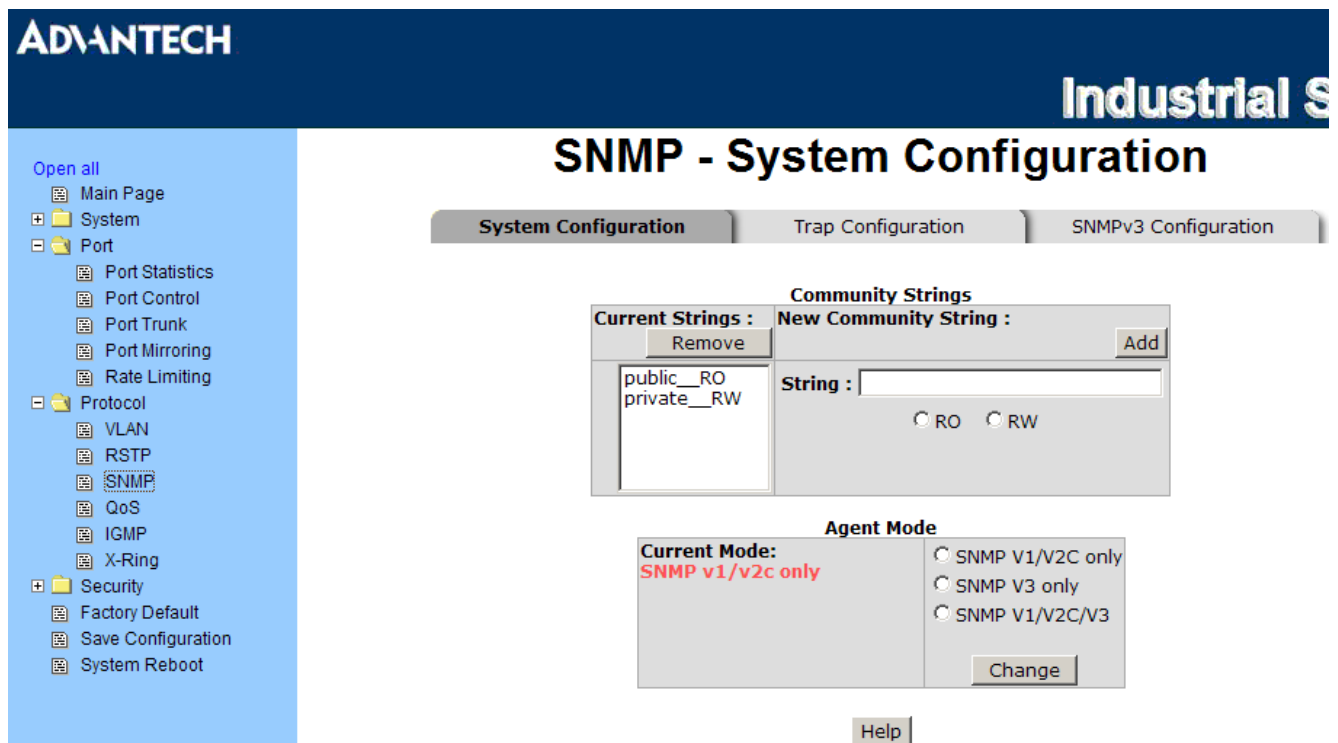 ADVANTECH
Industrial S
Open all
Main Page
System
Port
Port Statistics
Port Control
Port Trunk
Port Mirroring
Rate Limiting
Protocol
VLAN
RSTP
SNMP
QoS
IGMP
X-Ring
Security
Factory Default
Save Configuration
System Reboot
SNMP - System Configuration
System Configuration Trap Configuration SNMPv3 Configuration
Community Strings
Current Strings : New Community String :
Remove Add
public__RO
private__RW
String :
RO RW
Agent Mode
Current Mode:
SNMP v1/v2c only
SNMP V1/V2C only
SNMP V3 only
SNMP V1/V2C/V3
Change
Help